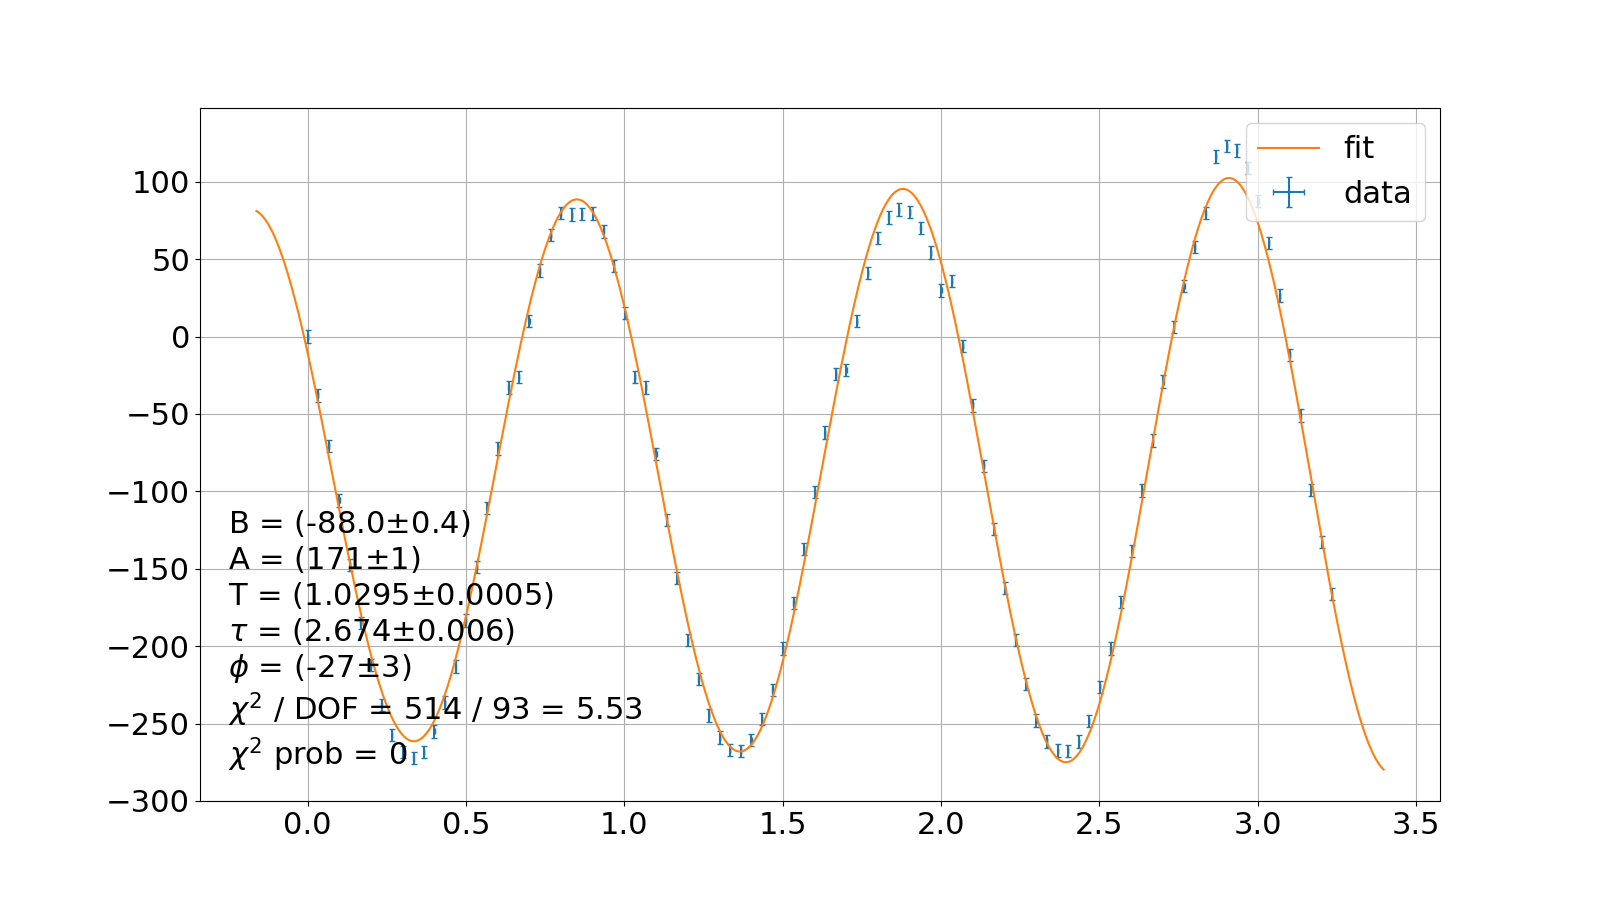 fit
data
100
50
0
−50
−100
−150
−200
−250
−300
B = (-88.0±0.4)
A = (171±1)
T = (1.0295±0.0005)
τ = (2.674±0.006)
ϕ = (-27±3)
χ² / DOF = 514 / 93 = 5.53
χ² prob = 0
0.0 0.5 1.0 1.5 2.0 2.5 3.0 3.5